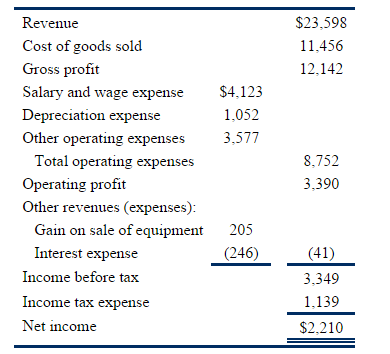 Revenue $23,598
Cost of goods sold 11,456
Gross profit 12,142
Salary and wage expense $4,123
Depreciation expense 1,052
Other operating expenses 3,577
Total operating expenses 8,752
Operating profit 3,390
Other revenues (expenses):
Gain on sale of equipment 205
Interest expense (246) (41)
Income before tax 3,349
Income tax expense 1,139
Net income $2,210